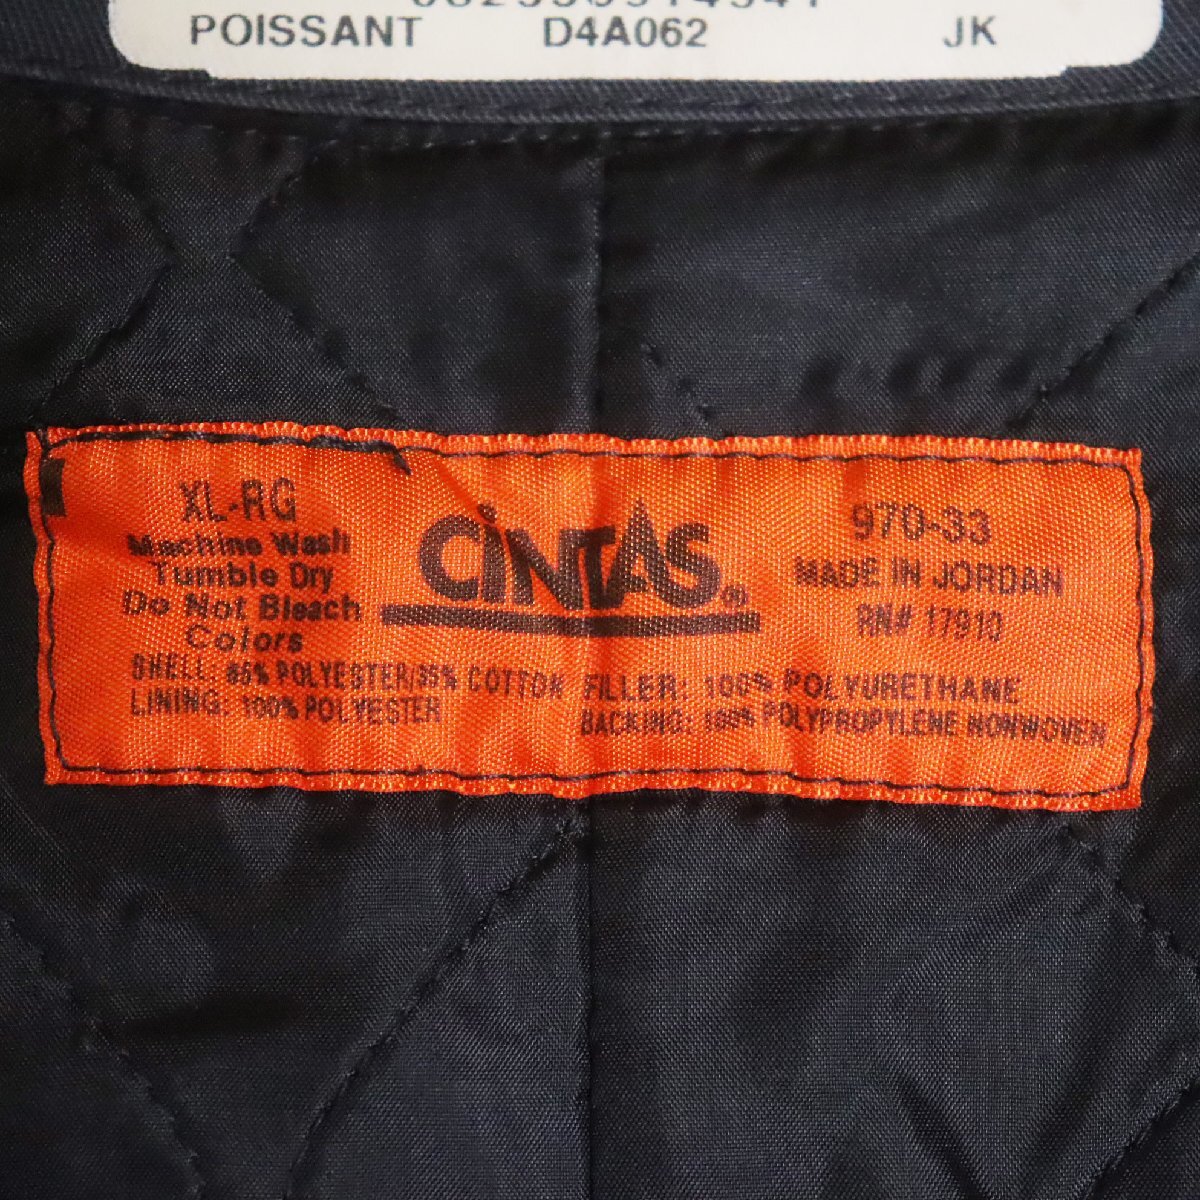 POISSANT D4A062 JK
XL-RG
Machine Wash
Tumble Dry
Do Not Bleach
Colors
CINTAS®
970-33
MADE IN JORDAN
RN# 17910
SHELL: 65% POLYESTER/35% COTTON
LINING: 100% POLYESTER
FILLER: 100% POLYURETHANE
BACKING: 100% POLYPROPYLENE NONWOVEN